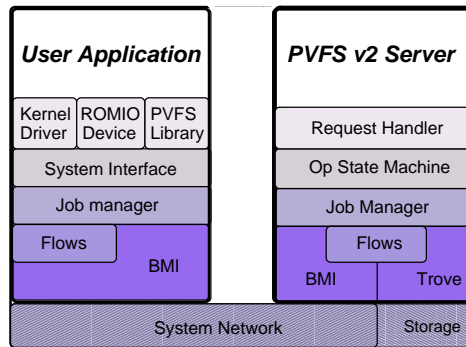 User Application
Kernel Driver
ROMIO Device
PVFS Library
System Interface
Job manager
Flows
BMI
PVFS v2 Server
Request Handler
Op State Machine
Job Manager
Flows
BMI
Trove
System Network
Storage